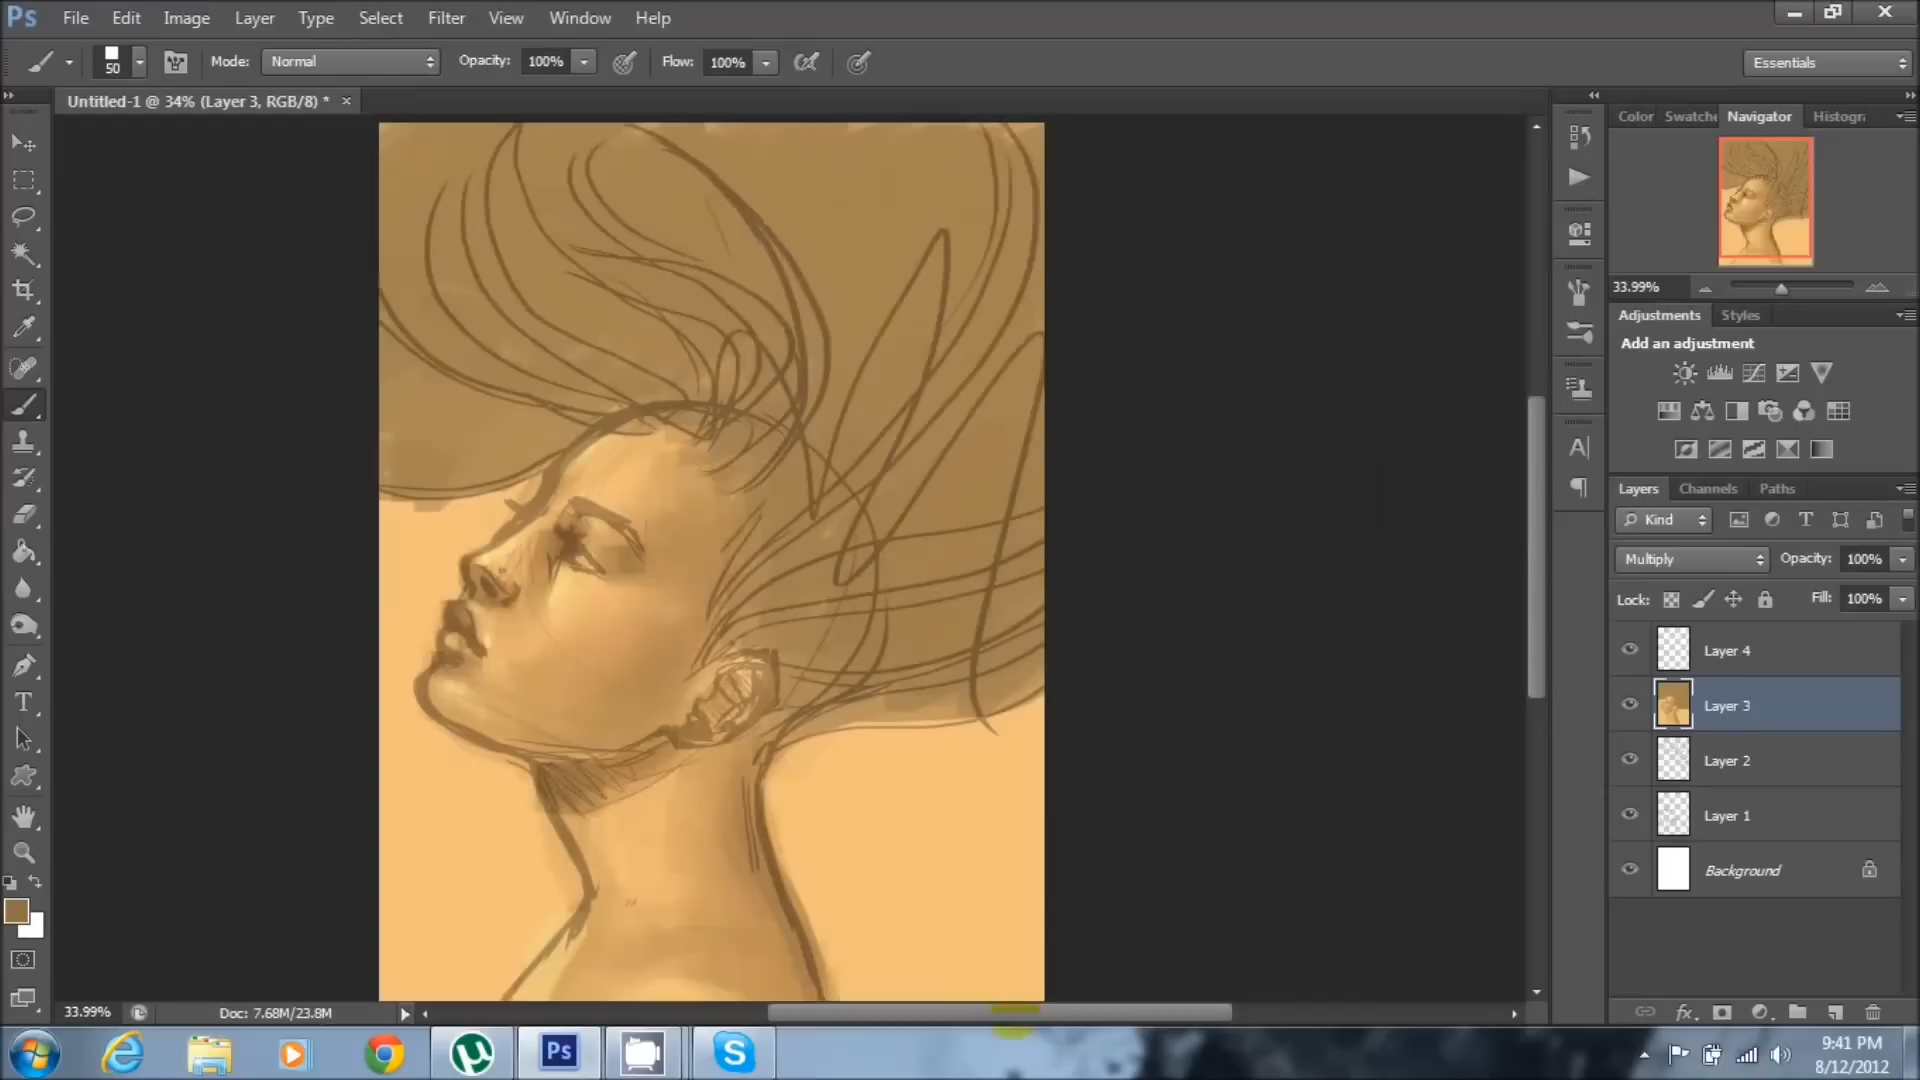 Ps File Edit Image Layer Type Select Filter View Window Help
50 Mode: Normal Opacity: 100% Flow: 100% Essentials
Untitled-1 @ 34% (Layer 3, RGB/8) * ×
Color Swatche Navigator Histogra
33.99%
Adjustments Styles
Add an adjustment
Layers Channels Paths
Kind
Multiply Opacity: 100%
Lock: Fill: 100%
Layer 4
Layer 3
Layer 2
Layer 1
Background
33.99% Doc: 7.68M/23.8M
Ps
9:41 PM
8/12/2012